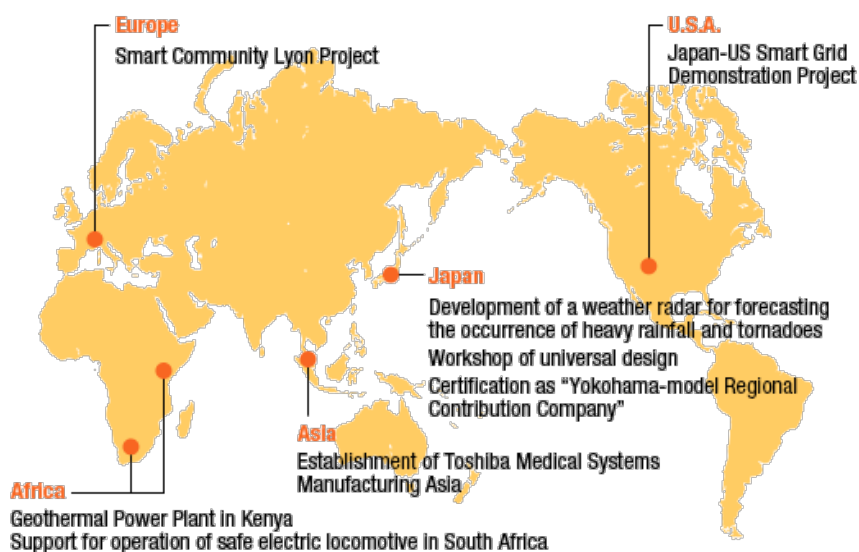 Europe
Smart Community Lyon Project
U.S.A.
Japan-US Smart Grid
Demonstration Project
Japan
Development of a weather radar for forecasting
the occurrence of heavy rainfall and tornadoes
Workshop of universal design
Certification as “Yokohama-model Regional
Contribution Company”
Asia
Establishment of Toshiba Medical Systems
Manufacturing Asia
Africa
Geothermal Power Plant in Kenya
Support for operation of safe electric locomotive in South Africa